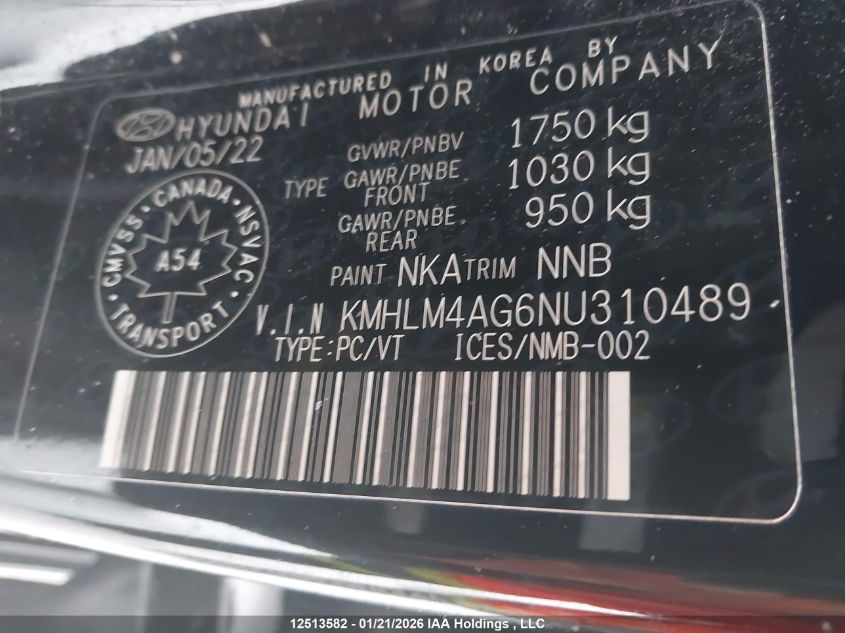 MANUFACTURED IN KOREA BY
HYUNDAI MOTOR COMPANY
JAN/05/22
GVWR/PNBV 1750 kg
TYPE GAWR/PNBE FRONT 1030 kg
GAWR/PNBE REAR 950 kg
CMVSS · CANADA · NSVAC
A54
TRANSPORT
PAINT NKA TRIM NNB
V.I.N KMHLM4AG6NU310489
TYPE:PC/VT ICES/NMB-002
12513582 - 01/21/2026 IAA Holdings , LLC